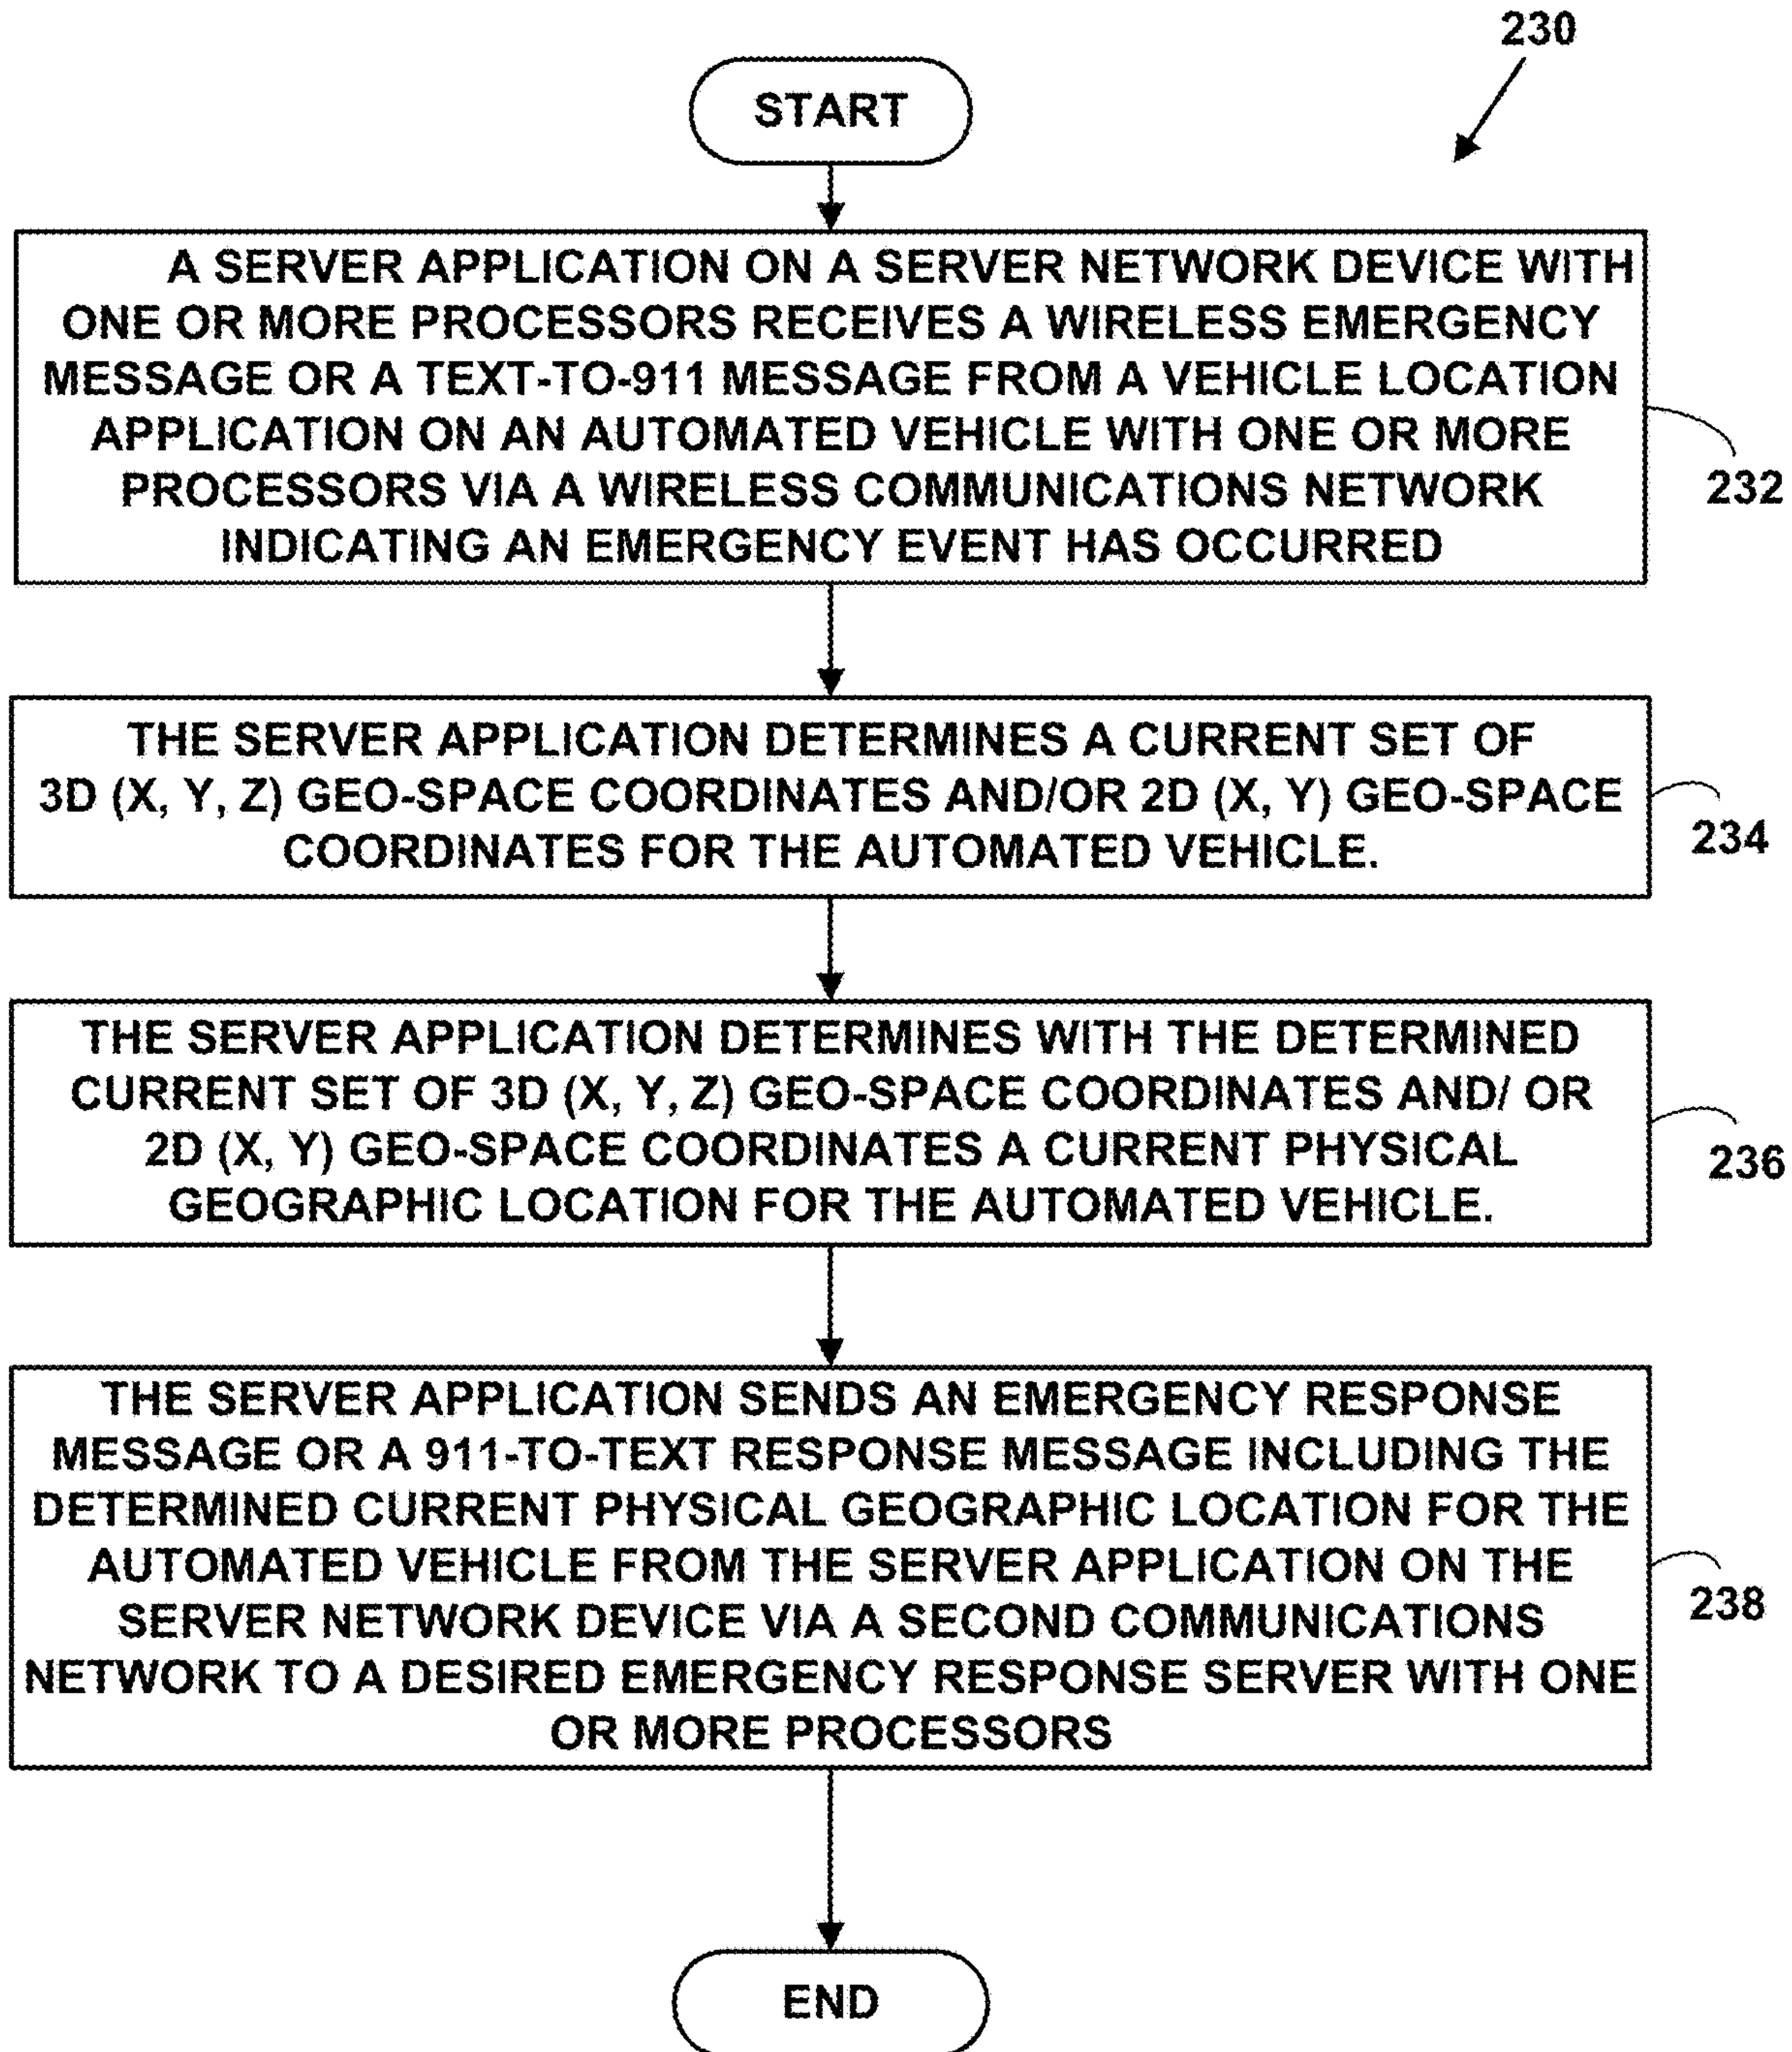 230
START
A SERVER APPLICATION ON A SERVER NETWORK DEVICE WITH
ONE OR MORE PROCESSORS RECEIVES A WIRELESS EMERGENCY
MESSAGE OR A TEXT-TO-911 MESSAGE FROM A VEHICLE LOCATION
APPLICATION ON AN AUTOMATED VEHICLE WITH ONE OR MORE
PROCESSORS VIA A WIRELESS COMMUNICATIONS NETWORK
INDICATING AN EMERGENCY EVENT HAS OCCURRED
232
THE SERVER APPLICATION DETERMINES A CURRENT SET OF
3D (X, Y, Z) GEO-SPACE COORDINATES AND/OR 2D (X, Y) GEO-SPACE
COORDINATES FOR THE AUTOMATED VEHICLE.
234
THE SERVER APPLICATION DETERMINES WITH THE DETERMINED
CURRENT SET OF 3D (X, Y, Z) GEO-SPACE COORDINATES AND/ OR
2D (X, Y) GEO-SPACE COORDINATES A CURRENT PHYSICAL
GEOGRAPHIC LOCATION FOR THE AUTOMATED VEHICLE.
236
THE SERVER APPLICATION SENDS AN EMERGENCY RESPONSE
MESSAGE OR A 911-TO-TEXT RESPONSE MESSAGE INCLUDING THE
DETERMINED CURRENT PHYSICAL GEOGRAPHIC LOCATION FOR THE
AUTOMATED VEHICLE FROM THE SERVER APPLICATION ON THE
SERVER NETWORK DEVICE VIA A SECOND COMMUNICATIONS
NETWORK TO A DESIRED EMERGENCY RESPONSE SERVER WITH ONE
OR MORE PROCESSORS
238
END